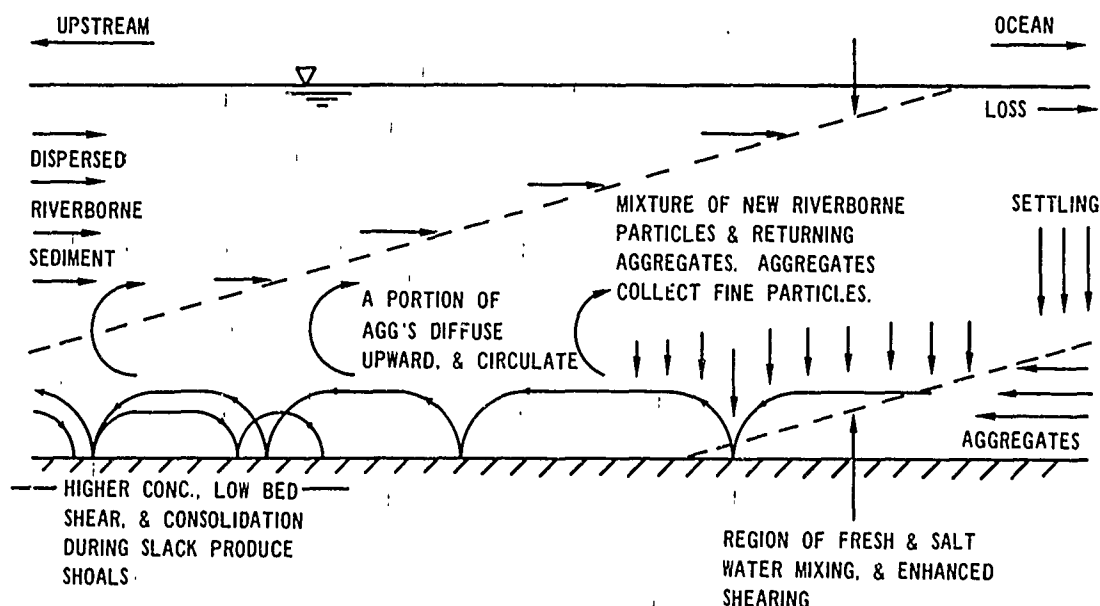 UPSTREAM
OCEAN
LOSS
DISPERSED
RIVERBORNE
SEDIMENT
MIXTURE OF NEW RIVERBORNE
PARTICLES & RETURNING
AGGREGATES. AGGREGATES
COLLECT FINE PARTICLES.
SETTLING
A PORTION OF
AGG'S DIFFUSE
UPWARD, & CIRCULATE
AGGREGATES
HIGHER CONC., LOW BED
SHEAR, & CONSOLIDATION
DURING SLACK PRODUCE
SHOALS
REGION OF FRESH & SALT
WATER MIXING, & ENHANCED
SHEARING